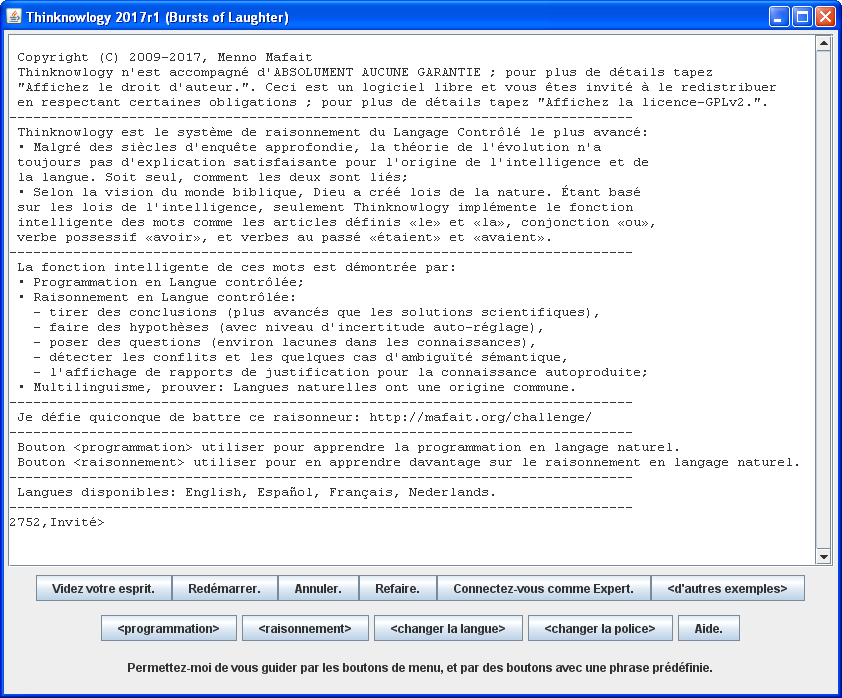 Thinknowlogy 2017r1 (Bursts of Laughter)
Copyright (C) 2009-2017, Menno Mafait
Thinknowlogy n'est accompagné d'ABSOLUMENT AUCUNE GARANTIE ; pour plus de détails tapez
"Affichez le droit d'auteur.". Ceci est un logiciel libre et vous êtes invité à le redistribuer
en respectant certaines obligations ; pour plus de détails tapez "Affichez la licence-GPLv2.".
------------------------------------------------------------------------------
Thinknowlogy est le système de raisonnement du Langage Contrôlé le plus avancé:
• Malgré des siècles d'enquête approfondie, la théorie de l'évolution n'a
toujours pas d'explication satisfaisante pour l'origine de l'intelligence et de
la langue. Soit seul, comment les deux sont liés;
• Selon la vision du monde biblique, Dieu a créé lois de la nature. Étant basé
sur les lois de l'intelligence, seulement Thinknowlogy implémente le fonction
intelligente des mots comme les articles définis «le» et «la», conjonction «ou»,
verbe possessif «avoir», et verbes au passé «étaient» et «avaient».
------------------------------------------------------------------------------
La fonction intelligente de ces mots est démontrée par:
• Programmation en Langue contrôlée;
• Raisonnement en Langue contrôlée:
- tirer des conclusions (plus avancés que les solutions scientifiques),
- faire des hypothèses (avec niveau d'incertitude auto-réglage),
- poser des questions (environ lacunes dans les connaissances),
- détecter les conflits et les quelques cas d'ambiguïté sémantique,
- l'affichage de rapports de justification pour la connaissance autoproduite;
• Multilinguisme, prouver: Langues naturelles ont une origine commune.
------------------------------------------------------------------------------
Je défie quiconque de battre ce raisonneur: http://mafait.org/challenge/
------------------------------------------------------------------------------
Bouton <programmation> utiliser pour apprendre la programmation en langage naturel.
Bouton <raisonnement> utiliser pour en apprendre davantage sur le raisonnement en langage naturel.
------------------------------------------------------------------------------
Langues disponibles: English, Español, Français, Nederlands.
------------------------------------------------------------------------------
2752,Invité>
Videz votre esprit. Redémarrer. Annuler. Refaire. Connectez-vous comme Expert. <d'autres exemples>
<programmation> <raisonnement> <changer la langue> <changer la police> Aide.
Permettez-moi de vous guider par les boutons de menu, et par des boutons avec une phrase prédéfinie.